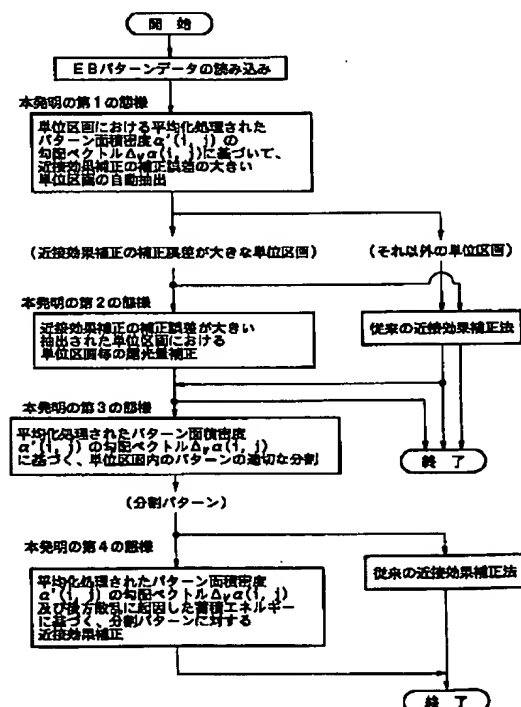 開 始
EBパターンデータの読み込み
本発明の第1の態様
単位区画における平均化処理された
パターン面積密度α'(i, j) の
勾配ベクトルΔvα(i, j)に基づいて、
近接効果補正の補正誤差の大きい
単位区画の自動抽出
(近接効果補正の補正誤差が大きな単位区画)
(それ以外の単位区画)
本発明の第2の態様
近接効果補正の補正誤差が大きい
抽出された単位区画における
単位区画毎の露光量補正
従来の近接効果補正法
本発明の第3の態様
平均化処理されたパターン面積密度
α'(i, j) の勾配ベクトルΔvα(i, j)
に基づく、単位区画内のパターンの適切な分割
終 了
(分割パターン)
本発明の第4の態様
平均化処理されたパターン面積密度
α'(i, j) の勾配ベクトルΔvα(i, j)
及び後方散乱に起因した蓄積エネルギー
に基づく、分割パターンに対する
近接効果補正
従来の近接効果補正法
終 了